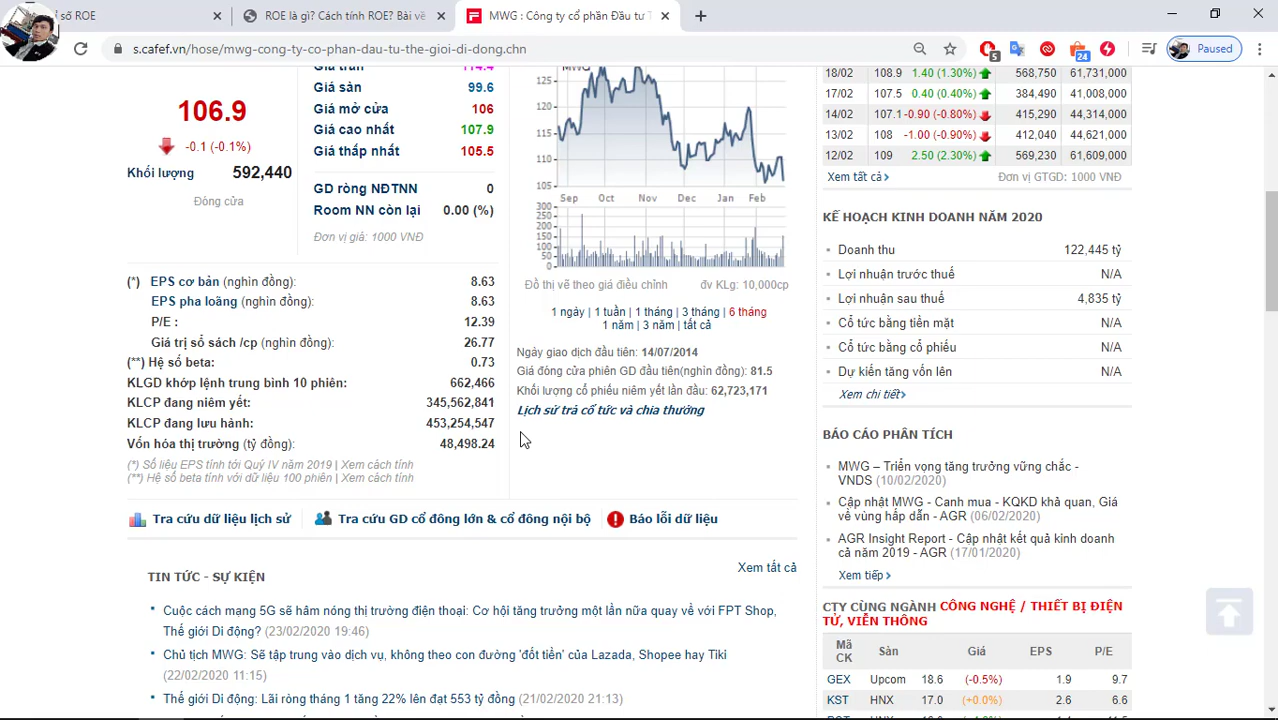 số ROE
ROE là gì? Cách tính ROE? Bài vi
MWG : Công ty cổ phần Đầu tư T
s.cafef.vn/hose/mwg-cong-ty-co-phan-dau-tu-the-gioi-di-dong.chn
5
24
Paused
106.9
-0.1 (-0.1%)
Khối lượng 592,440
Đóng cửa
Giá trần 114.4
Giá sàn 99.6
Giá mở cửa 106
Giá cao nhất 107.9
Giá thấp nhất 105.5
GD ròng NĐTNN 0
Room NN còn lại 0.00 (%)
Đơn vị giá: 1000 VNĐ
MWG
125
120
115
110
105
Sep Oct Nov Dec Jan Feb
300
250
200
150
100
50
0
Đồ thị vẽ theo giá điều chỉnh đv KLg: 10,000cp
1 ngày | 1 tuần | 1 tháng | 3 tháng | 6 tháng
1 năm | 3 năm | tất cả
(*) EPS cơ bản (nghìn đồng): 8.63
EPS pha loãng (nghìn đồng): 8.63
P/E : 12.39
Giá trị sổ sách /cp (nghìn đồng): 26.77
(**) Hệ số beta: 0.73
KLGD khớp lệnh trung bình 10 phiên: 662,466
KLCP đang niêm yết: 345,562,841
KLCP đang lưu hành: 453,254,547
Vốn hóa thị trường (tỷ đồng): 48,498.24
(*) Số liệu EPS tính tới Quý IV năm 2019 | Xem cách tính
(**) Hệ số beta tính với dữ liệu 100 phiên | Xem cách tính
Ngày giao dịch đầu tiên: 14/07/2014
Giá đóng cửa phiên GD đầu tiên(nghìn đồng): 81.5
Khối lượng cổ phiếu niêm yết lần đầu: 62,723,171
Lịch sử trả cổ tức và chia thưởng
Tra cứu dữ liệu lịch sử Tra cứu GD cổ đông lớn & cổ đông nội bộ Báo lỗi dữ liệu
Xem tất cả
TIN TỨC - SỰ KIỆN
Cuộc cách mạng 5G sẽ hâm nóng thị trường điện thoại: Cơ hội tăng trưởng một lần nữa quay về với FPT Shop,
Thế giới Di động? (23/02/2020 19:46)
Chủ tịch MWG: Sẽ tập trung vào dịch vụ, không theo con đường 'đốt tiền' của Lazada, Shopee hay Tiki
(22/02/2020 11:15)
Thế giới Di động: Lãi ròng tháng 1 tăng 22% lên đạt 553 tỷ đồng (21/02/2020 21:13)
18/02 108.9 1.40 (1.30%) 568,750 61,731,000
17/02 107.5 0.40 (0.40%) 384,490 41,008,000
14/02 107.1 -0.90 (-0.80%) 415,290 44,314,000
13/02 108 -1.00 (-0.90%) 412,040 44,621,000
12/02 109 2.50 (2.30%) 569,230 61,609,000
Xem tất cả Đơn vị GTGD: 1000 VNĐ
KẾ HOẠCH KINH DOANH NĂM 2020
Doanh thu 122,445 tỷ
Lợi nhuận trước thuế N/A
Lợi nhuận sau thuế 4,835 tỷ
Cổ tức bằng tiền mặt N/A
Cổ tức bằng cổ phiếu N/A
Dự kiến tăng vốn lên N/A
Xem chi tiết
BÁO CÁO PHÂN TÍCH
MWG – Triển vọng tăng trưởng vững chắc -
VNDS (10/02/2020)
Cập nhật MWG - Canh mua - KQKD khả quan, Giá
về vùng hấp dẫn - AGR (06/02/2020)
AGR Insight Report - Cập nhật kết quả kinh doanh
cả năm 2019 - AGR (17/01/2020)
Xem tiếp
CTY CÙNG NGÀNH CÔNG NGHỆ / THIẾT BỊ ĐIỆN
TỬ, VIỄN THÔNG
Mã CK Sàn Giá EPS P/E
GEX Upcom 18.6 (-0.5%) 1.9 9.7
KST HNX 17.0 (+0.0%) 2.6 6.6